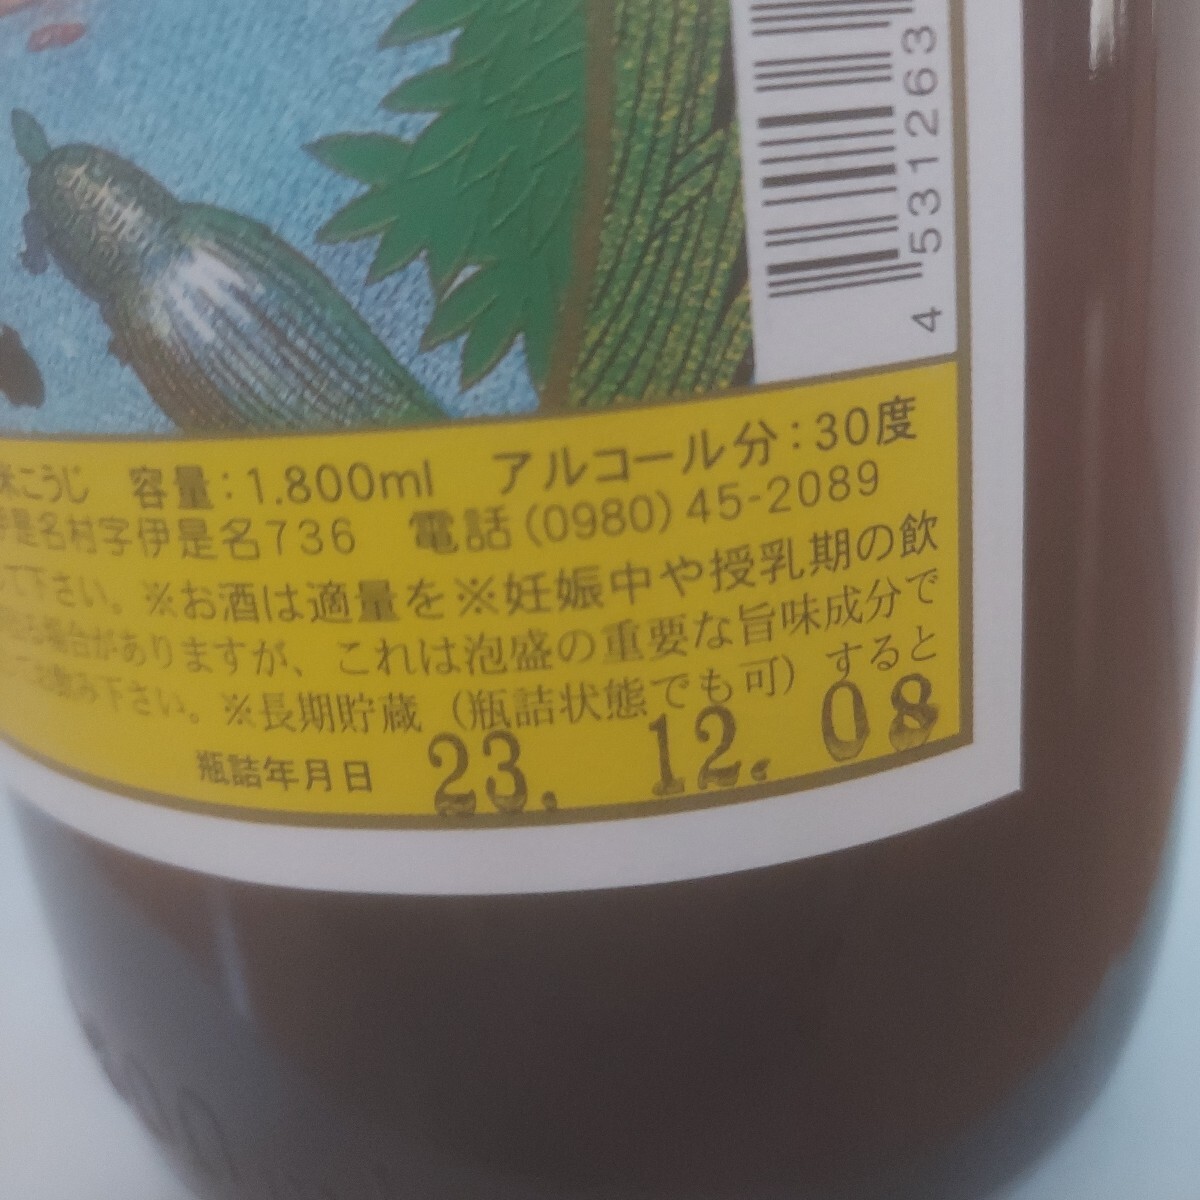 4 531263
米こうじ 容量:1.800ml アルコール分:30度
伊是名村字伊是名736 電話(0980)45-2089
て下さい。※お酒は適量を※妊娠中や授乳期の飲
場合がありますが、これは泡盛の重要な旨味成分で
お飲み下さい。※長期貯蔵(瓶詰状態でも可)すると
瓶詰年月日 23. 12. 08